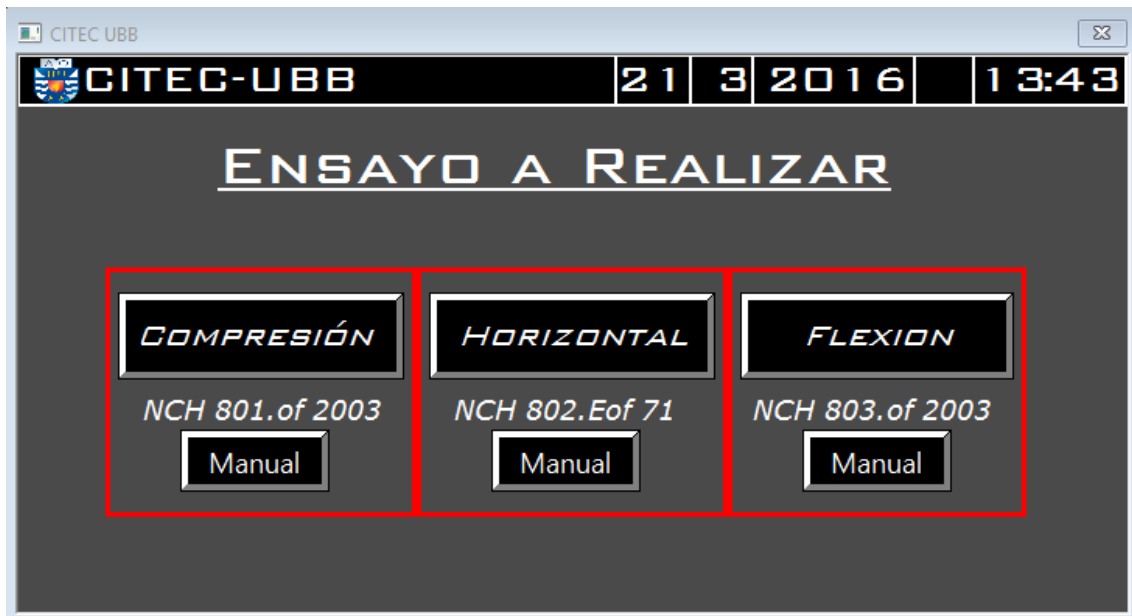 CITEC UBB
CITEC-UBB 21 3 2016 13:43
ENSAYO A REALIZAR
COMPRESIÓN HORIZONTAL FLEXION
NCH 801.of 2003 NCH 802.Eof 71 NCH 803.of 2003
Manual Manual Manual